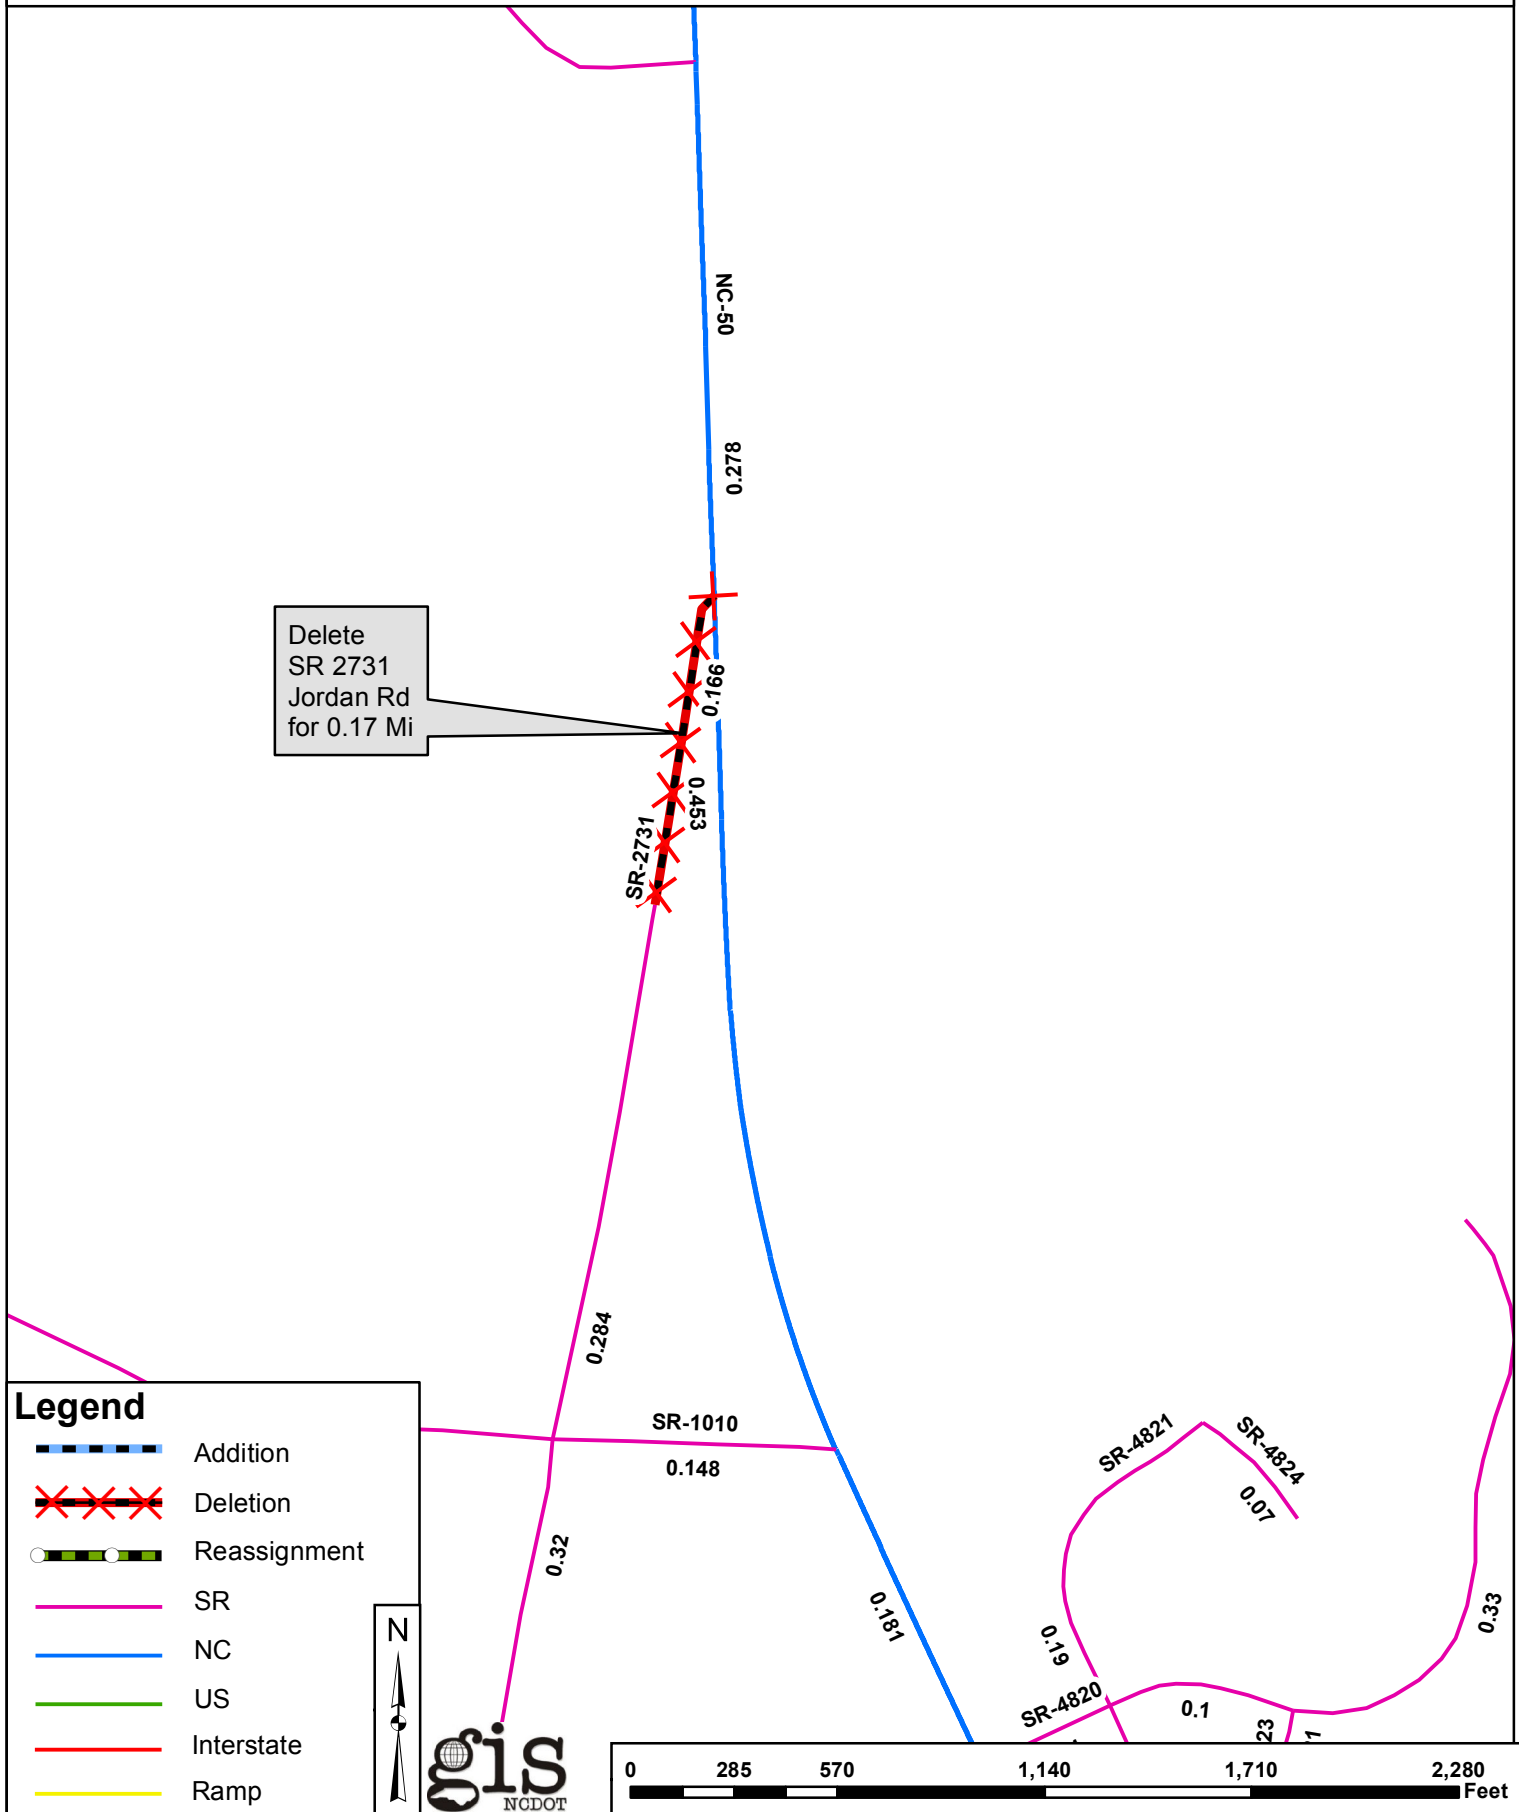 NC-50
0.278
Delete
SR 2731
Jordan Rd
for 0.17 Mi
0.166
0.453
SR-2731
0.284
SR-1010
0.148
0.32
0.181
SR-4821
SR-4824
0.07
0.19
0.33
SR-4820
0.1
23
1
Legend
Addition
Deletion
Reassignment
SR
NC
US
Interstate
Ramp
N
gis
NCDOT
0 285 570 1,140 1,710 2,280
Feet